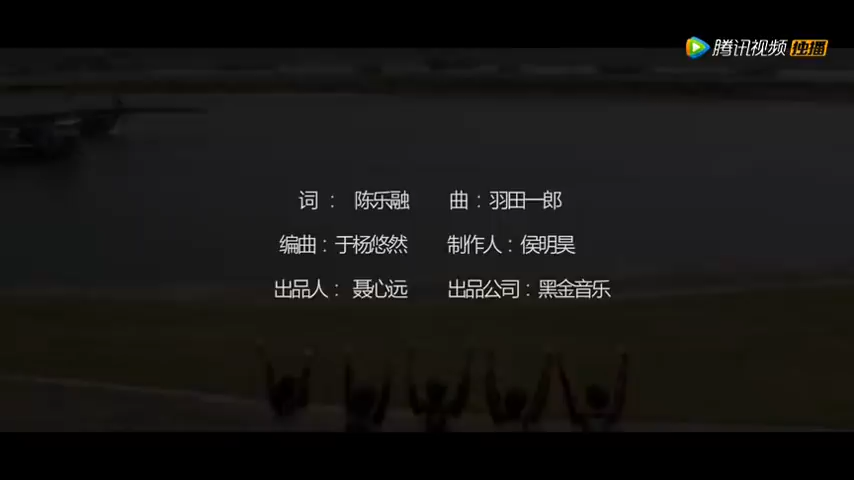 腾讯视频 独播
词 ： 陈乐融 曲：羽田一郎
编曲：于杨悠然 制作人：侯明昊
出品人： 聂心远 出品公司：黑金音乐